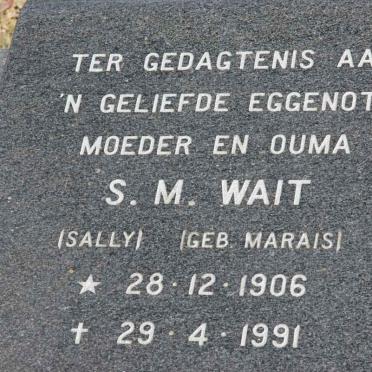 TER GEDAGTENIS AA
'N GELIEFDE EGGENOT
MOEDER EN OUMA
S. M. WAIT
(SALLY) (GEB MARAIS)
★ 28·12·1906
✝ 29·4·1991